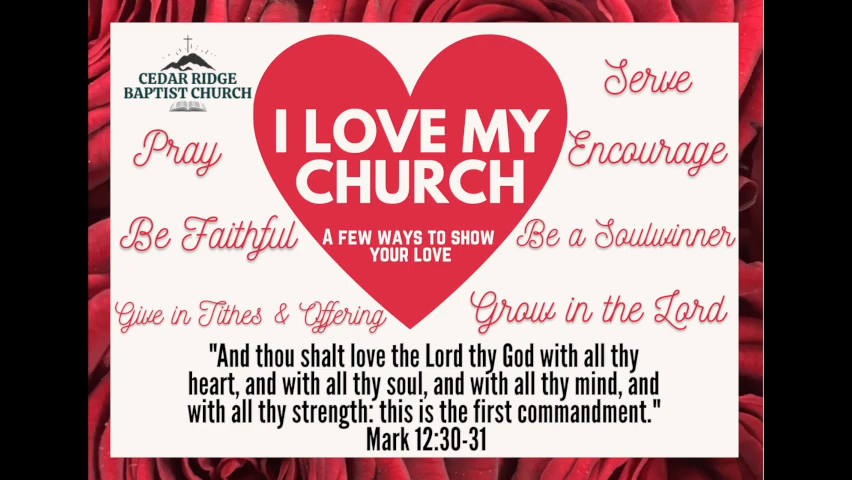 CEDAR RIDGE
BAPTIST CHURCH
I LOVE MY
CHURCH
A FEW WAYS TO SHOW
YOUR LOVE
Pray
Be Faithful
Give in Tithes & Offering
Serve
Encourage
Be a Soulwinner
Grow in the Lord
"And thou shalt love the Lord thy God with all thy
heart, and with all thy soul, and with all thy mind, and
with all thy strength: this is the first commandment."
Mark 12:30-31